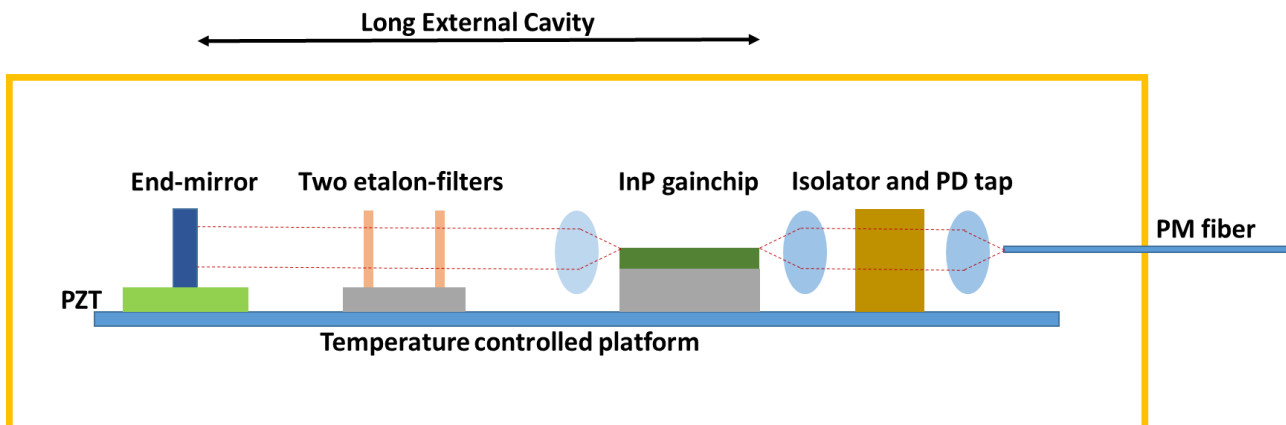 Long External Cavity
End-mirror
Two etalon-filters
InP gainchip
Isolator and PD tap
PM fiber
PZT
Temperature controlled platform